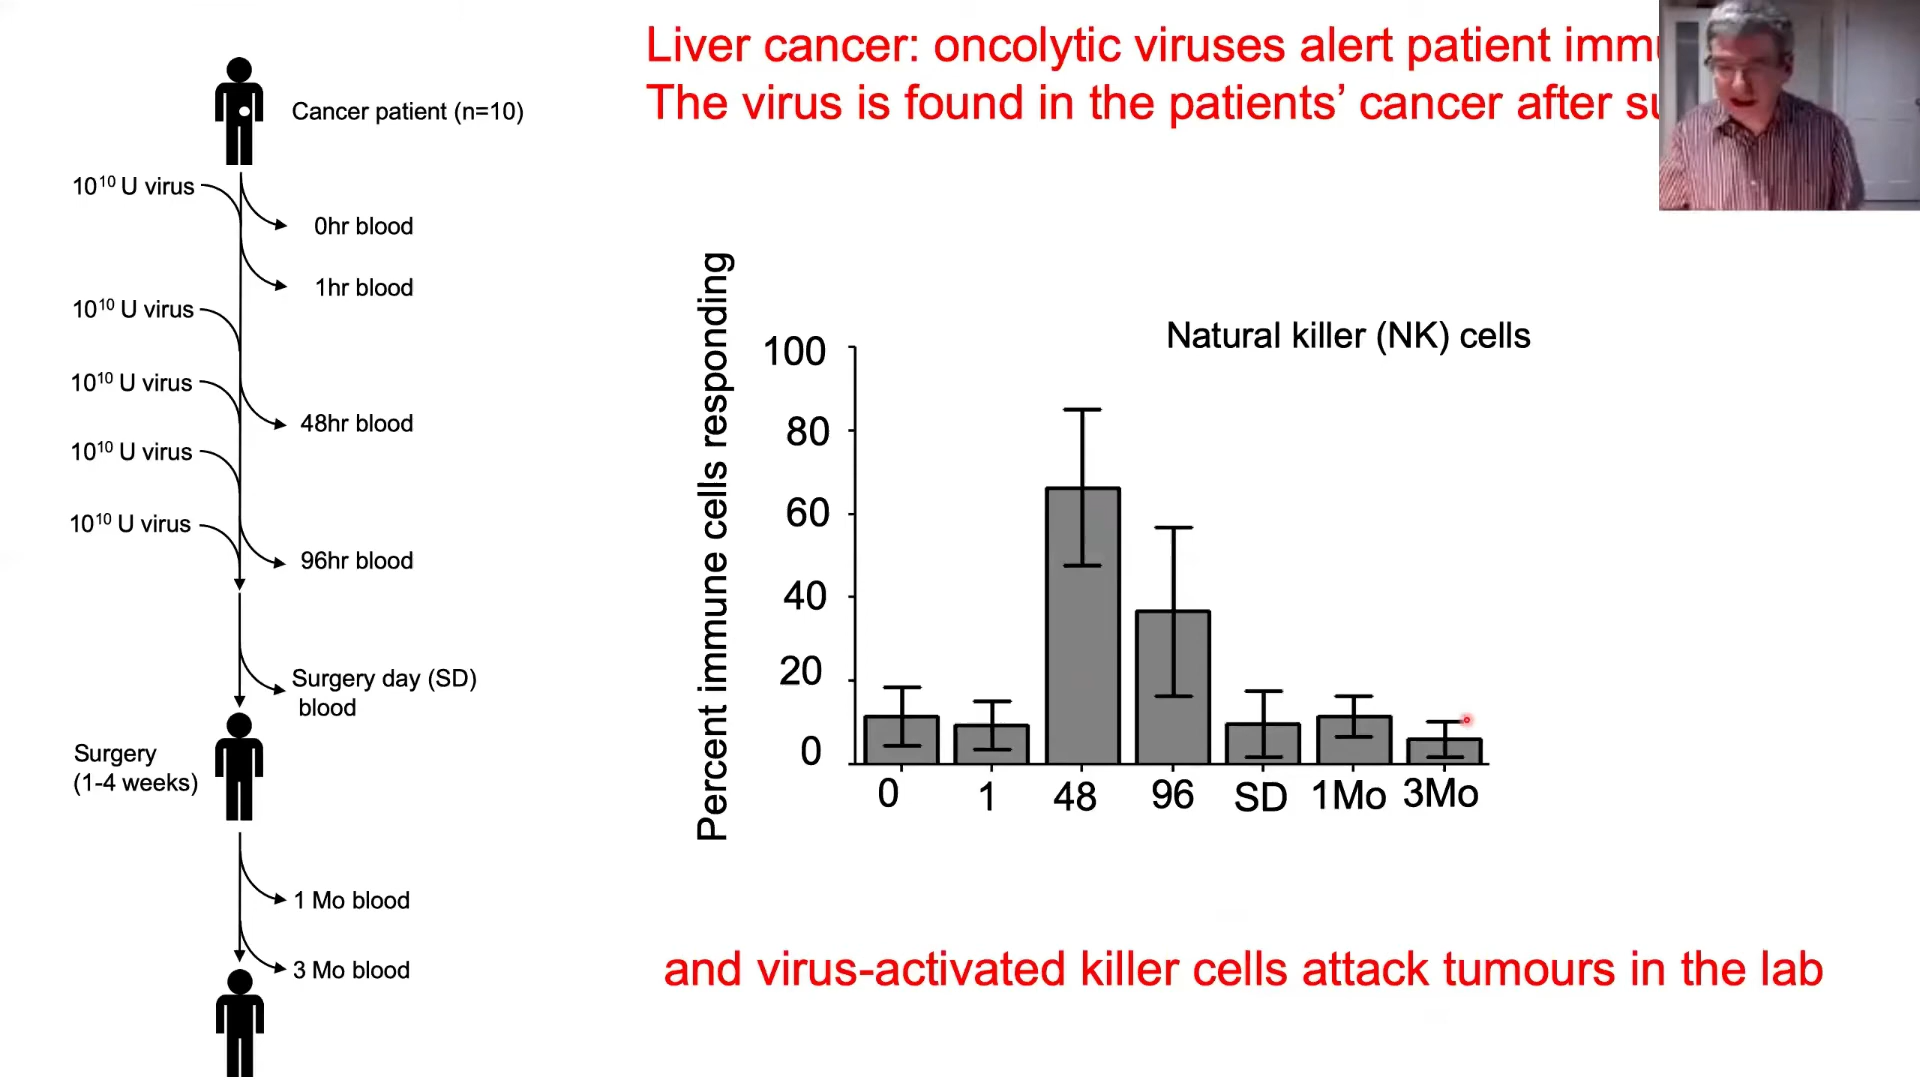 Liver cancer: oncolytic viruses alert patient
The virus is found in the patients’ cancer after
Cancer patient (n=10)
10¹⁰ U virus
0hr blood
1hr blood
10¹⁰ U virus
10¹⁰ U virus
48hr blood
10¹⁰ U virus
10¹⁰ U virus
96hr blood
Surgery day (SD)
blood
Surgery
(1-4 weeks)
1 Mo blood
3 Mo blood
Percent immune cells responding
Natural killer (NK) cells
100
80
60
40
20
0
0 1 48 96 SD 1Mo 3Mo
and virus-activated killer cells attack tumours in the lab